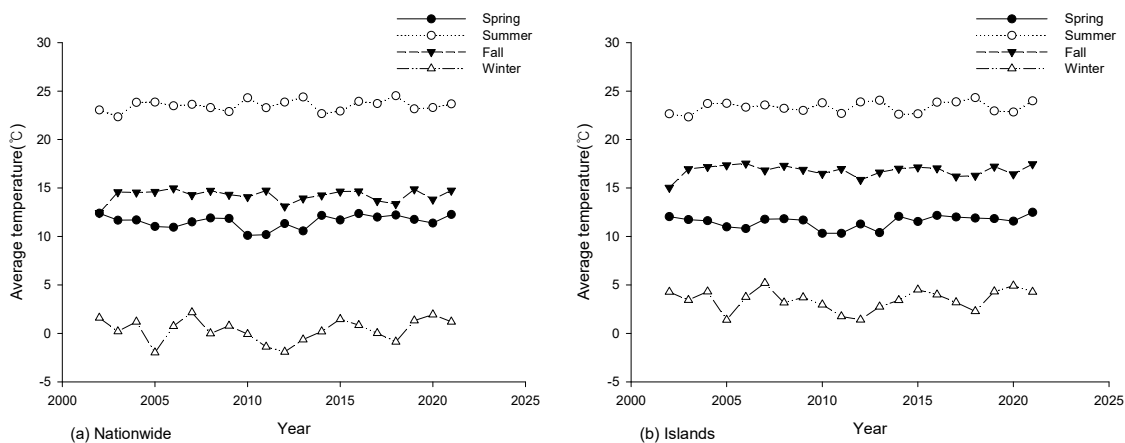 Spring
Summer
Fall
Winter
30
25
20
15
10
5
0
-5
Average temperature(℃)
2000
2005
2010
2015
2020
2025
(a) Nationwide
Year
Spring
Summer
Fall
Winter
30
25
20
15
10
5
0
-5
Average temperature(℃)
2000
2005
2010
2015
2020
2025
(b) Islands
Year